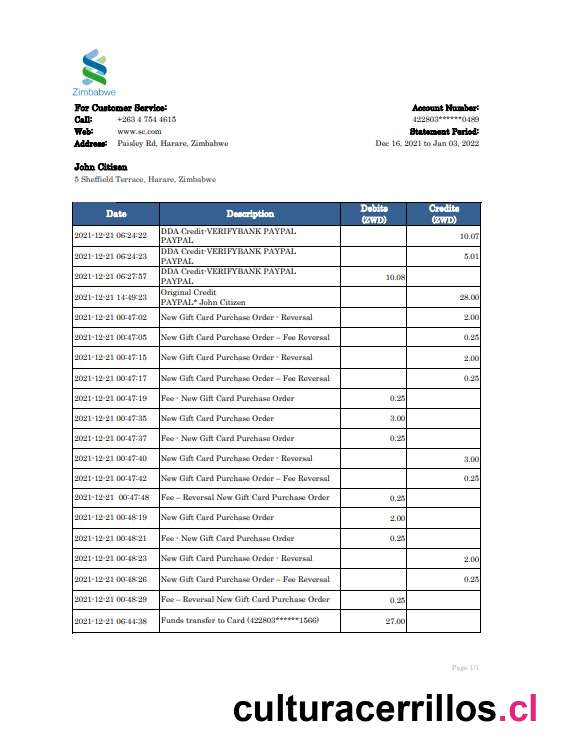 Zimbabwe
For Customer Service: Account Number:
Call: +263 4 754 4615 422803******0489
Web: www.sc.com Statement Period:
Address: Paisley Rd, Harare, Zimbabwe Dec 16, 2021 to Jan 03, 2022
John Citizen
5 Sheffield Terrace, Harare, Zimbabwe
Date Description Debits (ZWD) Credits (ZWD)
2021-12-21 06:24:22 DDA Credit-VERIFYBANK PAYPAL PAYPAL 10.07
2021-12-21 06:24:23 DDA Credit-VERIFYBANK PAYPAL PAYPAL 5.01
2021-12-21 06:27:57 DDA Credit-VERIFYBANK PAYPAL PAYPAL 10.08
2021-12-21 14:49:23 Original Credit PAYPAL* John Citizen 28.00
2021-12-21 00:47:02 New Gift Card Purchase Order - Reversal 2.00
2021-12-21 00:47:05 New Gift Card Purchase Order – Fee Reversal 0.25
2021-12-21 00:47:15 New Gift Card Purchase Order - Reversal 2.00
2021-12-21 00:47:17 New Gift Card Purchase Order – Fee Reversal 0.25
2021-12-21 00:47:19 Fee - New Gift Card Purchase Order 0.25
2021-12-21 00:47:35 New Gift Card Purchase Order 3.00
2021-12-21 00:47:37 Fee - New Gift Card Purchase Order 0.25
2021-12-21 00:47:40 New Gift Card Purchase Order - Reversal 3.00
2021-12-21 00:47:42 New Gift Card Purchase Order – Fee Reversal 0.25
2021-12-21 00:47:48 Fee – Reversal New Gift Card Purchase Order 0.25
2021-12-21 00:48:19 New Gift Card Purchase Order 2.00
2021-12-21 00:48:21 Fee - New Gift Card Purchase Order 0.25
2021-12-21 00:48:23 New Gift Card Purchase Order - Reversal 2.00
2021-12-21 00:48:26 New Gift Card Purchase Order – Fee Reversal 0.25
2021-12-21 00:48:29 Fee – Reversal New Gift Card Purchase Order 0.25
2021-12-21 06:44:38 Funds transfer to Card (422803******1566) 27.00
Page 1/1
culturacerrillos.cl